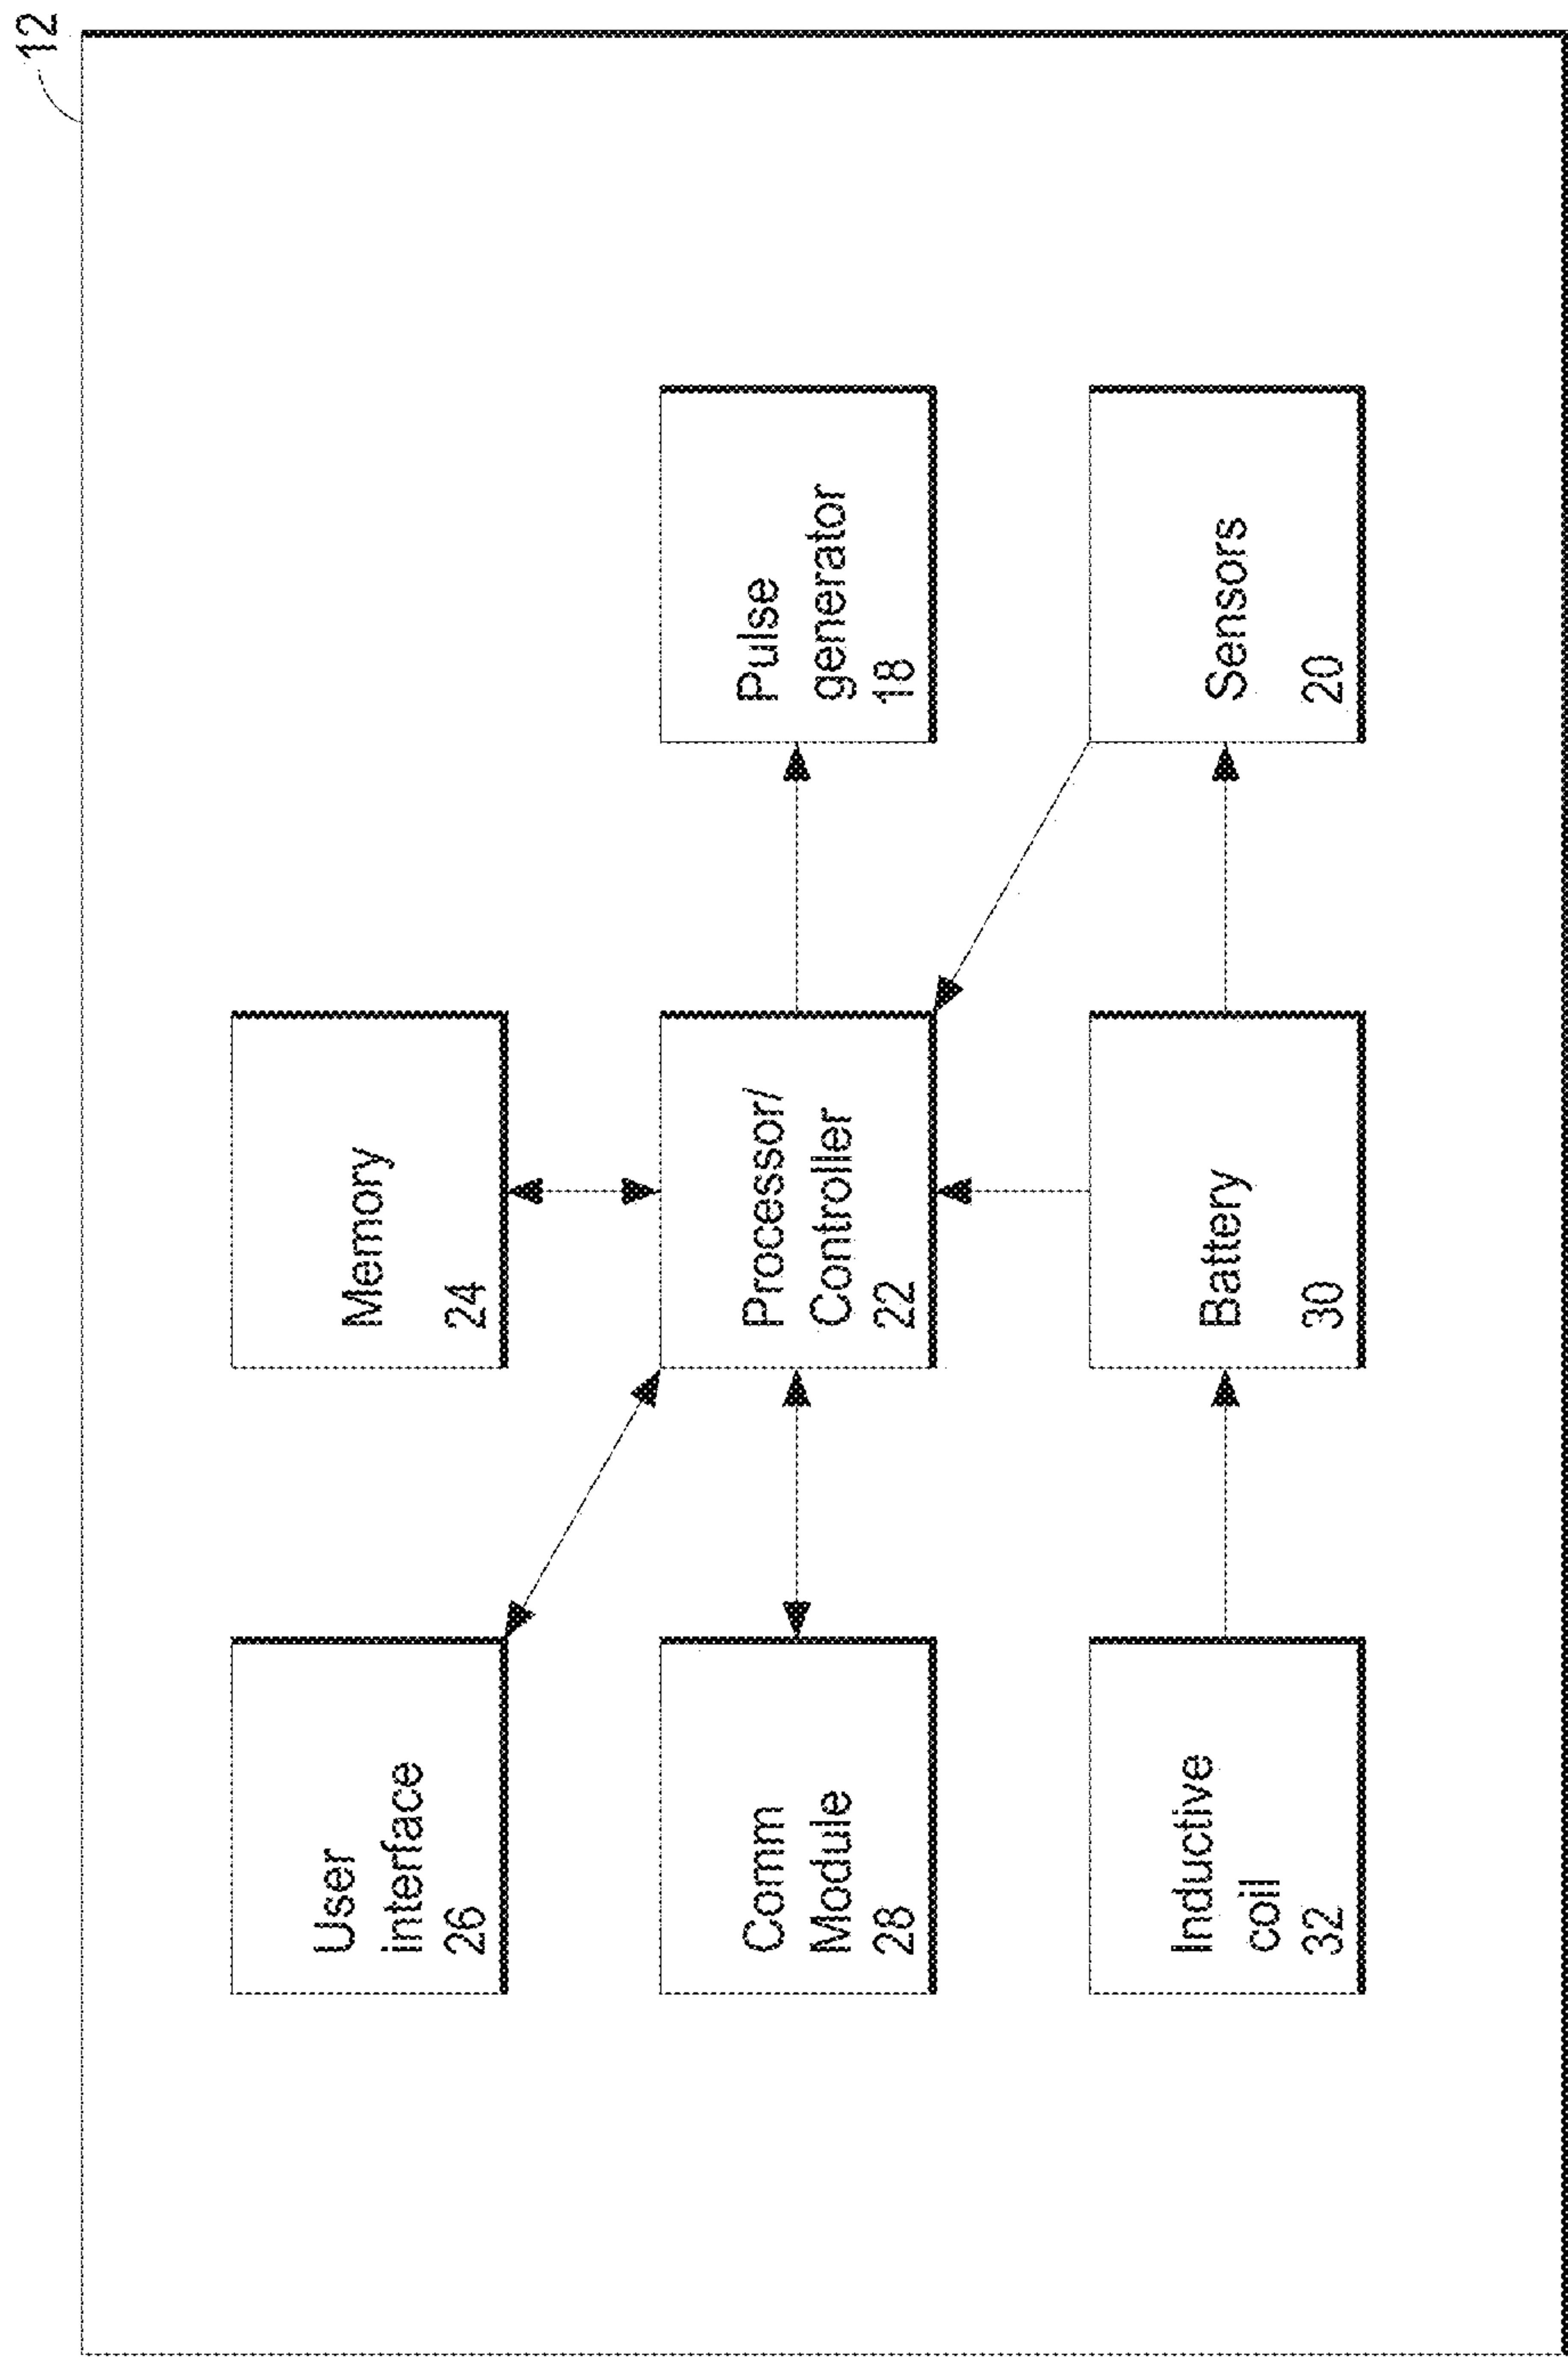 12
User
interface
26
Memory
24
Comm
Module
28
Processor/
Controller
22
Pulse
generator
18
Inductive
coil
32
Battery
30
Sensors
20